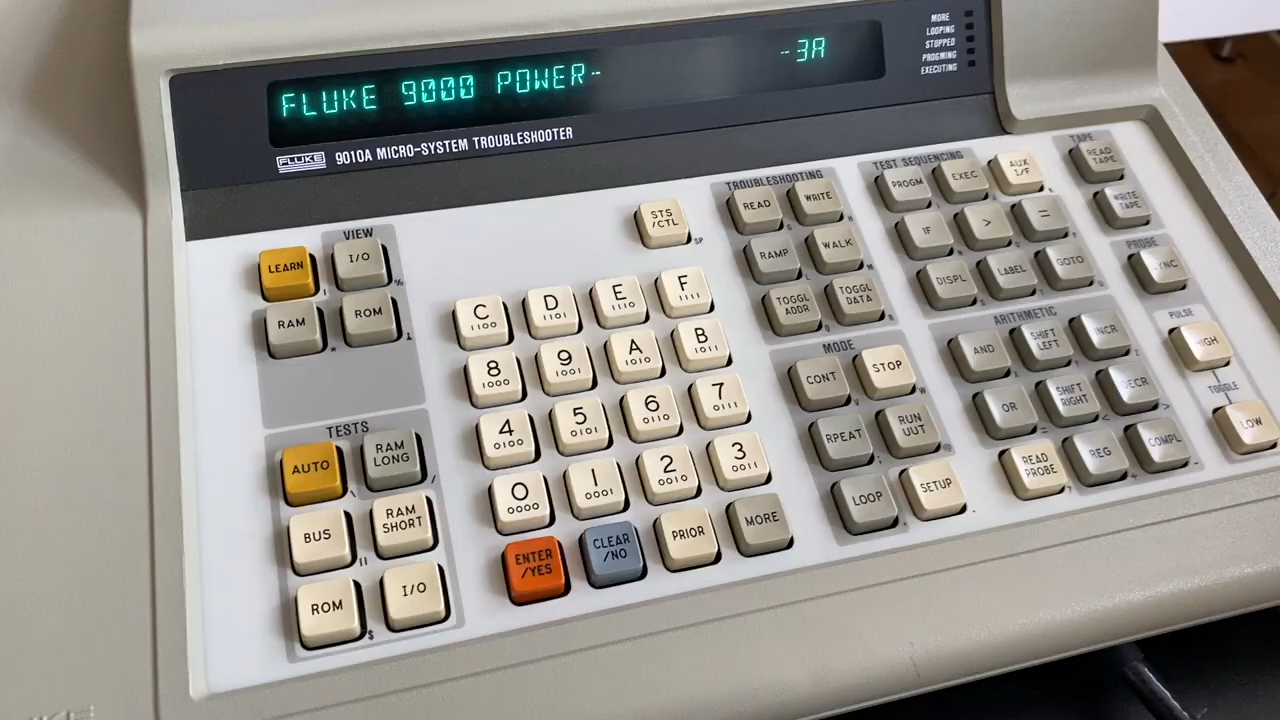 FLUKE 9000 POWER- -3A
MORE
LOOPING
STOPPED
PROGMING
EXECUTING
FLUKE 9010A MICRO-SYSTEM TROUBLESHOOTER
VIEW
LEARN
I/O
%
RAM
*
ROM
TESTS
AUTO
\
RAM
LONG
/
BUS
RAM
SHORT
ROM
$
I/O
STS
/CTL
SP
C
1100
D
1101
E
1110
F
1111
8
1000
9
1001
A
1010
B
1011
4
0100
5
0101
6
0110
7
0111
0
0000
1
0001
2
0010
3
0011
ENTER
/YES
CLEAR
/NO
PRIOR
MORE
TROUBLESHOOTING
READ
WRITE
RAMP
WALK
TOGGL
ADDR
TOGGL
DATA
MODE
CONT
STOP
RPEAT
RUN
UUT
@
LOOP
SETUP
TEST SEQUENCING
PROGM
EXEC
AUX
I/F
IF
>
=
DISPL
LABEL
GOTO
ARITHMETIC
AND
SHIFT
LEFT
INCR
OR
SHIFT
RIGHT
<
DECR
>
READ
PROBE
REG
COMPL
TAPE
READ
TAPE
WRITE
TAPE
PROBE
SYNC
PULSE
HIGH
TOGGLE
LOW